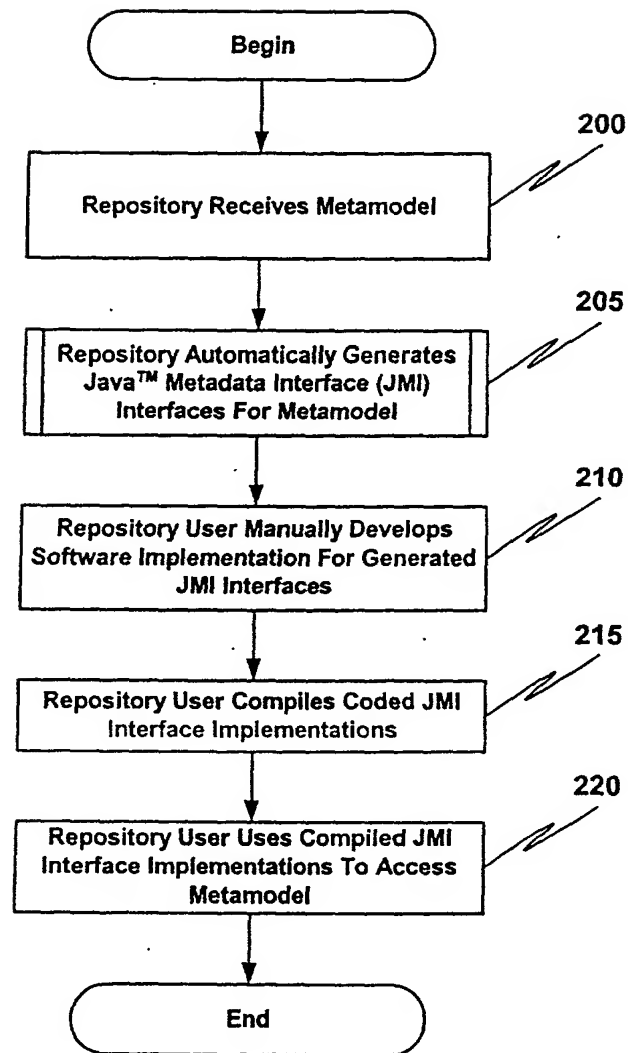 Begin
200
Repository Receives Metamodel
205
Repository Automatically Generates
Java™ Metadata Interface (JMI)
Interfaces For Metamodel
210
Repository User Manually Develops
Software Implementation For Generated
JMI Interfaces
215
Repository User Compiles Coded JMI
Interface Implementations
220
Repository User Uses Compiled JMI
Interface Implementations To Access
Metamodel
End